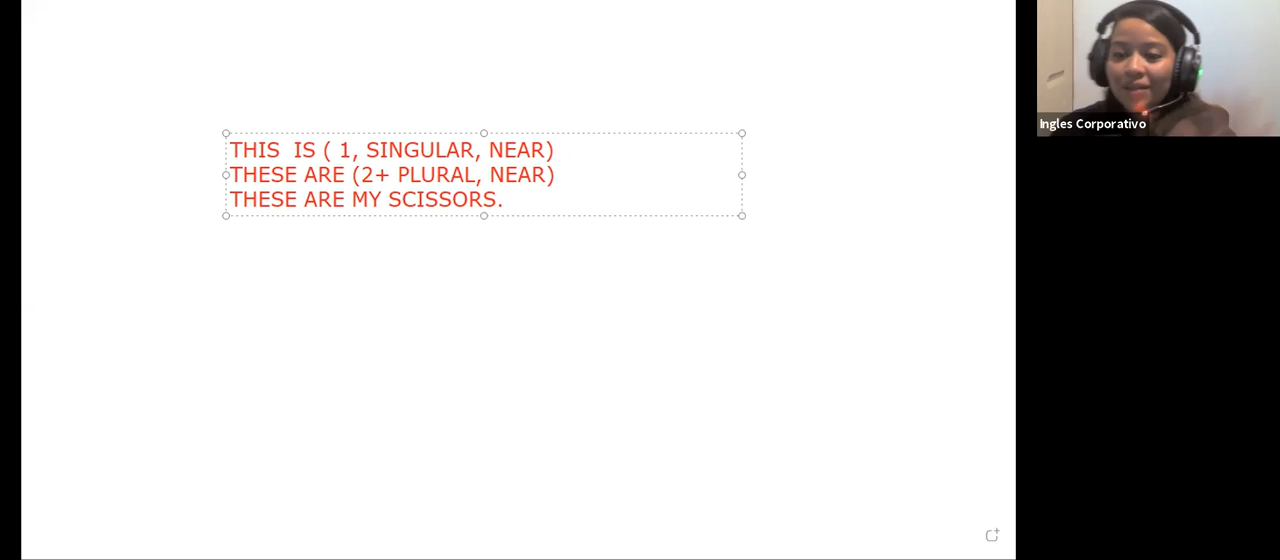 THIS  IS ( 1, SINGULAR, NEAR)
THESE ARE (2+ PLURAL, NEAR)
THESE ARE MY SCISSORS.
Ingles Corporativo